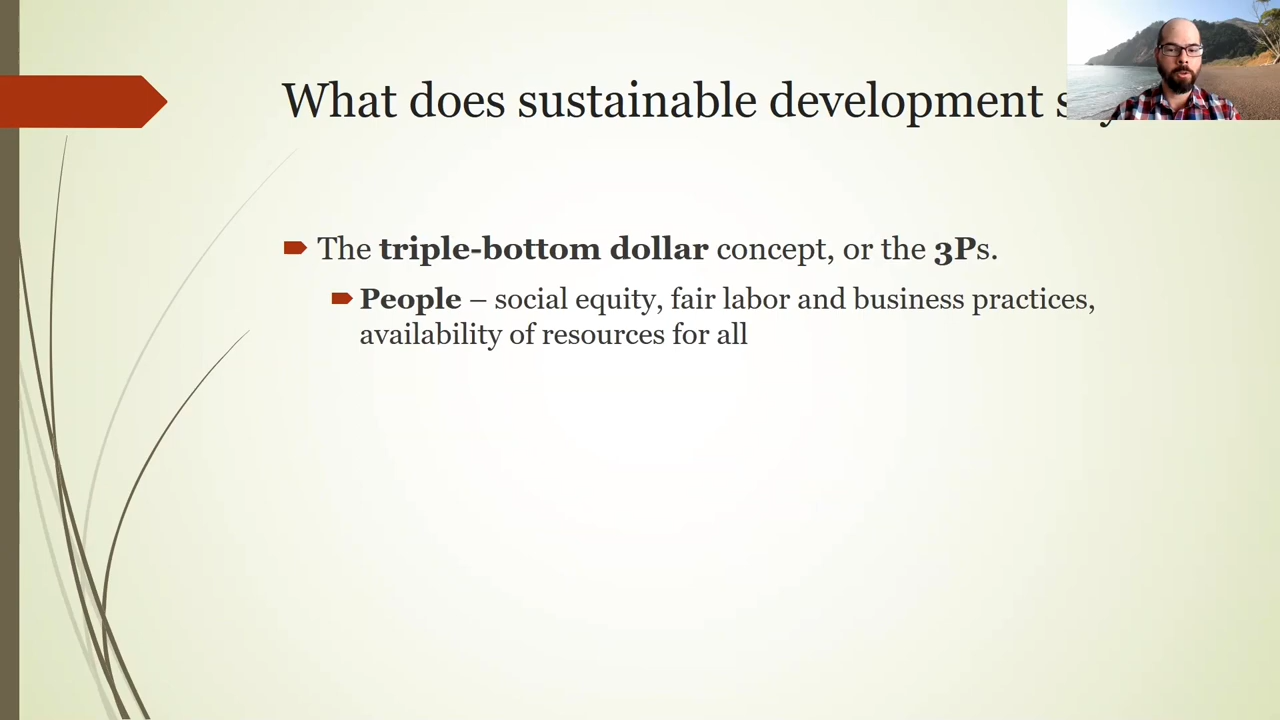 What does sustainable development
The triple-bottom dollar concept, or the 3Ps.
People – social equity, fair labor and business practices,
availability of resources for all